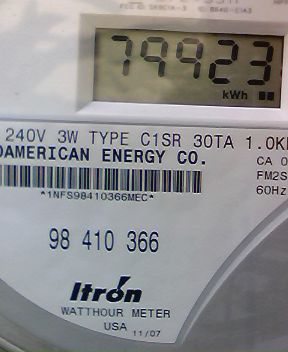 79923
kWh
240V 3W TYPE C1SR 30TA 1.0K
OAMERICAN ENERGY CO.
CA 0
*1NFS98410366MEC*
FM2S
60Hz
98 410 366
Itron
WATTHOUR METER
USA 11/07